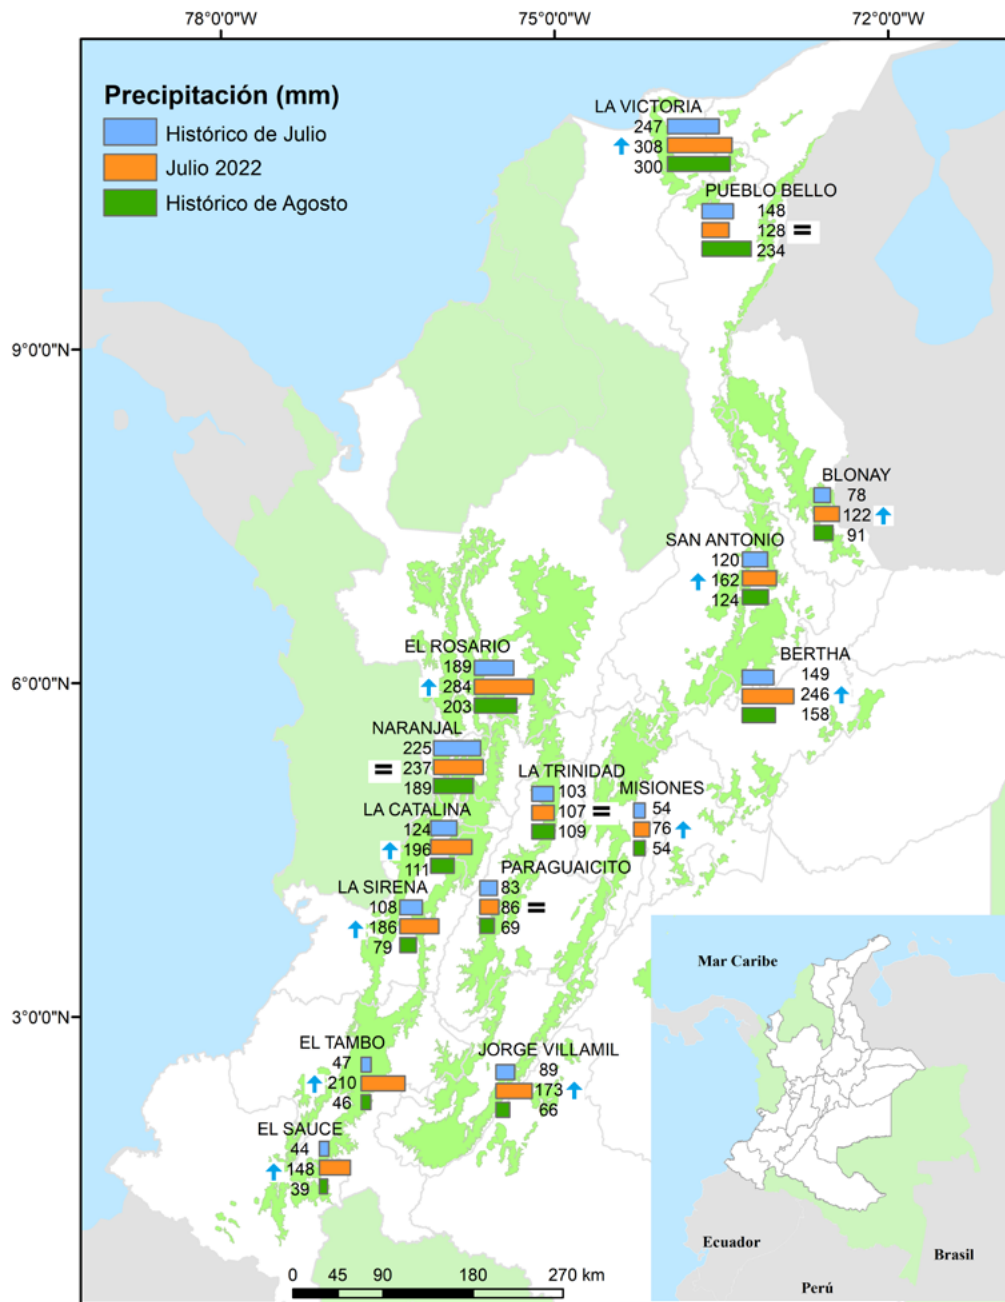 78°0'0"W 75°0'0"W 72°0'0"W
Precipitación (mm)
Histórico de Julio
Julio 2022
Histórico de Agosto
LA VICTORIA
247
308
300
PUEBLO BELLO
148
128 =
234
9°0'0"N
BLONAY
78
122
91
SAN ANTONIO
120
162
124
EL ROSARIO
189
284
203
BERTHA
149
246
158
6°0'0"N
NARANJAL
225
= 237
189
LA TRINIDAD
103
107 =
109
MISIONES
54
76
54
LA CATALINA
124
196
111
PARAGUAICITO
83
86 =
69
LA SIRENA
108
186
79
3°0'0"N
EL TAMBO
47
210
46
JORGE VILLAMIL
89
173
66
EL SAUCE
44
148
39
Mar Caribe
Ecuador
Brasil
Perú
0 45 90 180 270 km